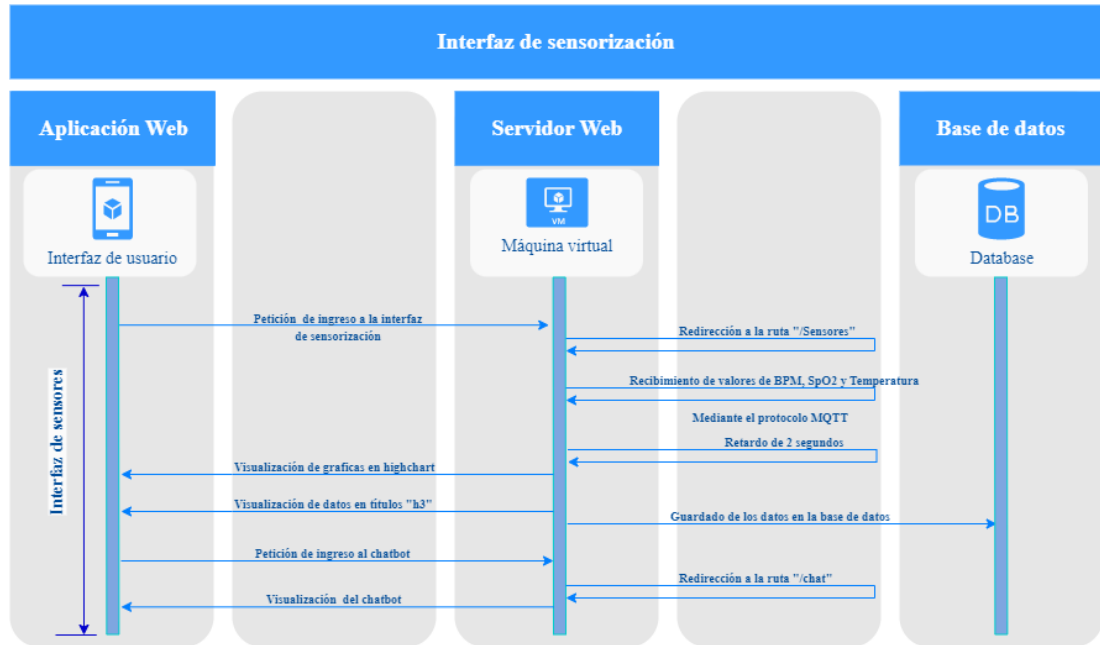 Interfaz de sensorización
Aplicación Web
Servidor Web
Base de datos
Interfaz de usuario
VM
Máquina virtual
DB
Database
Interfaz de sensores
Petición de ingreso a la interfaz
de sensorización
Redirección a la ruta "/Sensores"
Recibimiento de valores de BPM, SpO2 y Temperatura
Mediante el protocolo MQTT
Retardo de 2 segundos
Visualización de graficas en highchart
Visualización de datos en títulos "h3"
Guardado de los datos en la base de datos
Petición de ingreso al chatbot
Redirección a la ruta "/chat"
Visualización del chatbot